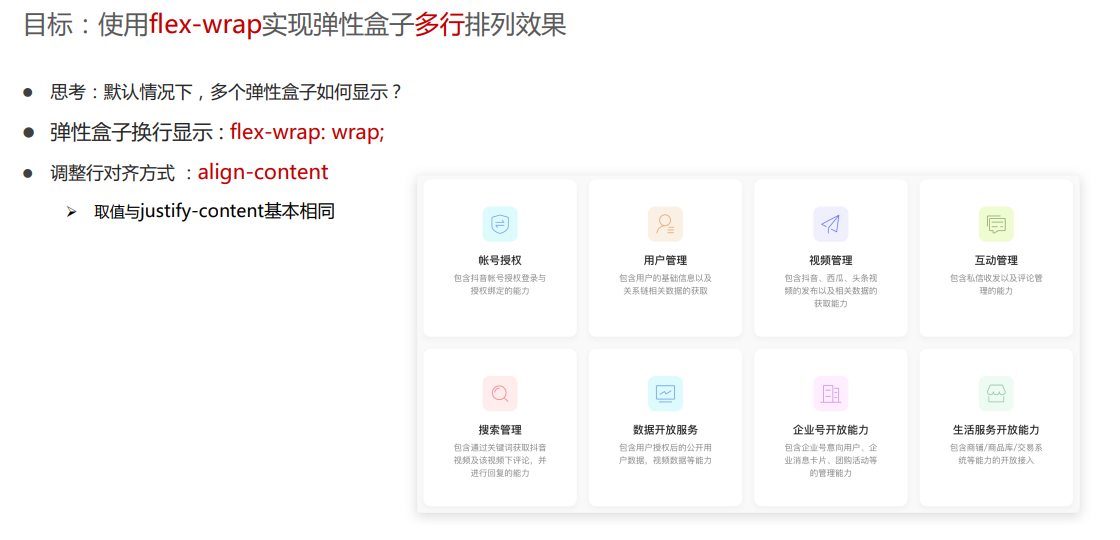 目标：使用flex-wrap实现弹性盒子多行排列效果
思考：默认情况下，多个弹性盒子如何显示？
弹性盒子换行显示 : flex-wrap: wrap;
调整行对齐方式 ：align-content
取值与justify-content基本相同
帐号授权
包含抖音帐号授权登录与
授权绑定的能力
用户管理
包含用户的基础信息以及
关系链相关数据的获取
视频管理
包含抖音、西瓜、头条视
频的发布以及相关数据的
获取能力
互动管理
包含私信收发以及评论管
理的能力
搜索管理
包含通过关键词获取抖音
视频及该视频下评论，并
进行回复的能力
数据开放服务
包含用户授权后的公开用
户数据，视频数据等能力
企业号开放能力
包含企业号意向用户、企
业消息卡片、团购活动等
的管理能力
生活服务开放能力
包含商铺/商品库/交易系
统等能力的开放接入